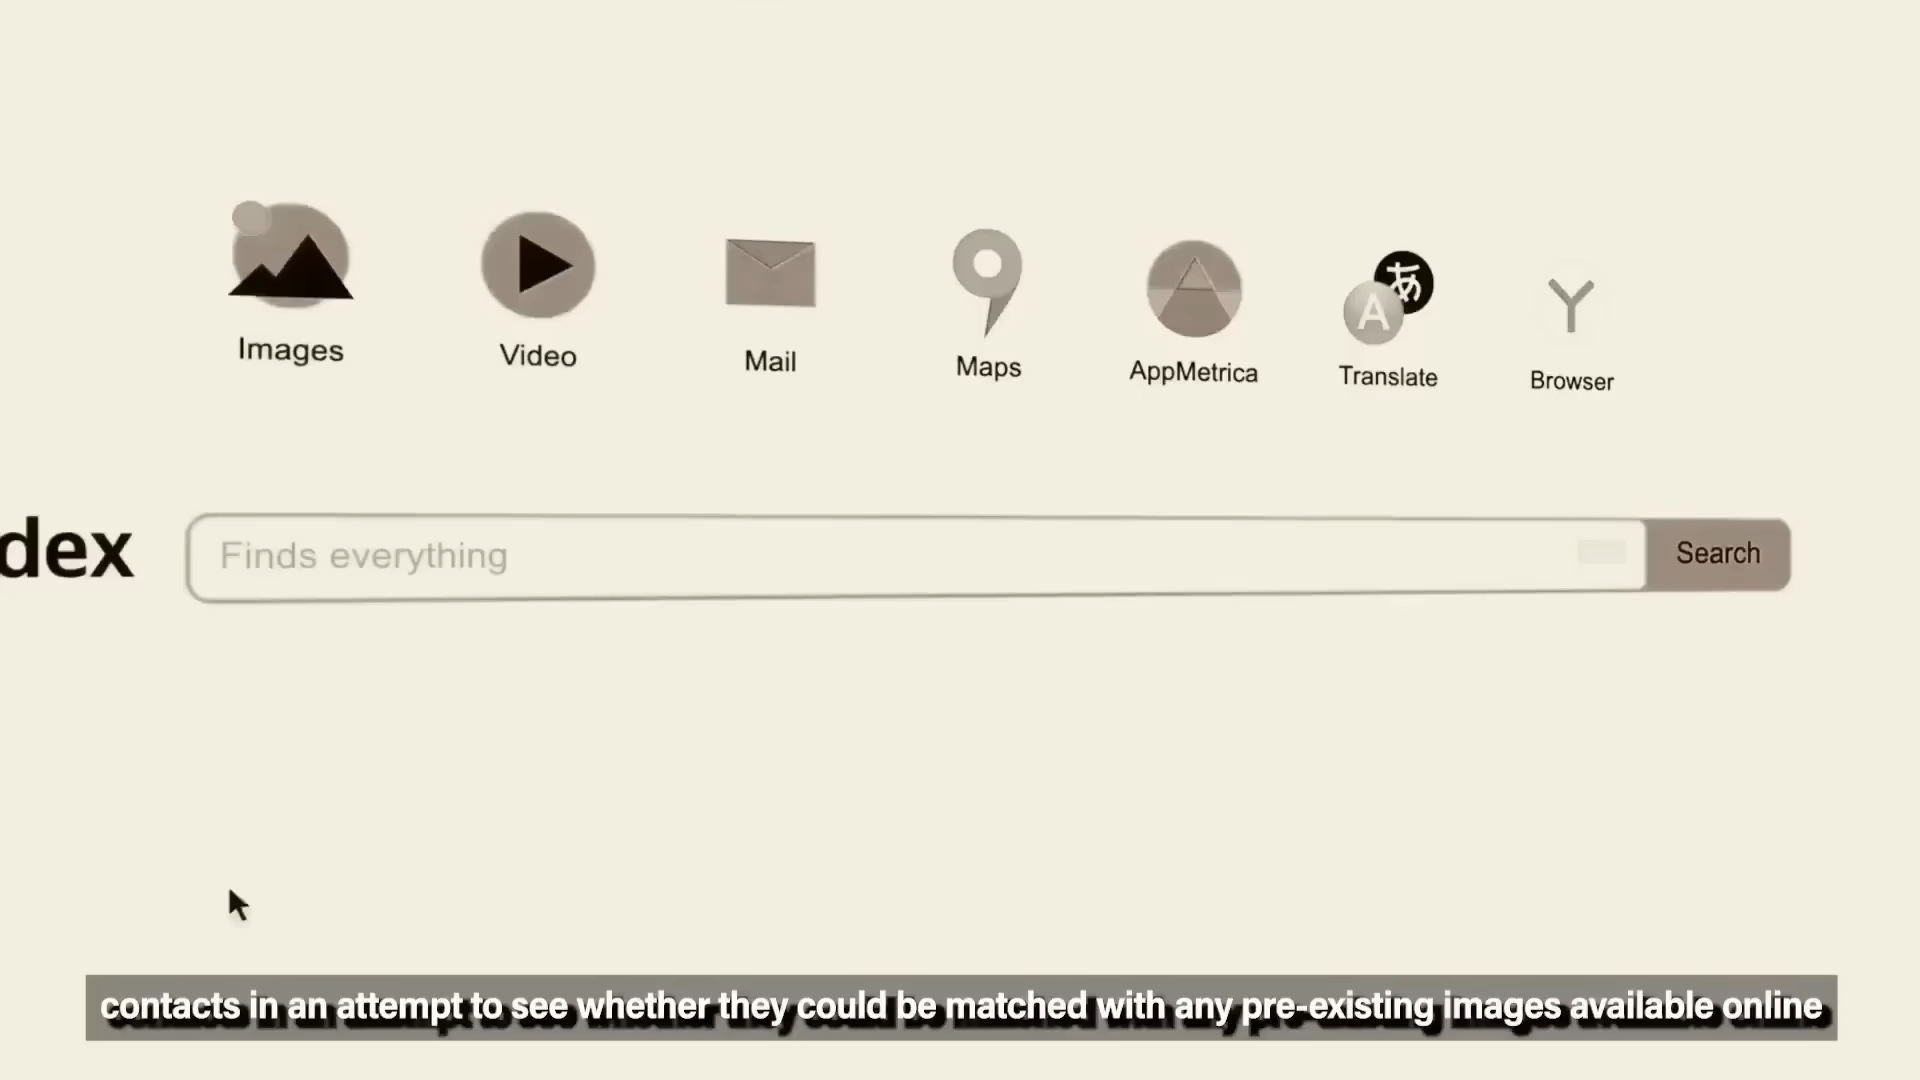 Images
Video
Mail
Maps
AppMetrica
あ
A
Translate
Browser
dex
Finds everything
Search
contacts in an attempt to see whether they could be matched with any pre-existing images available online